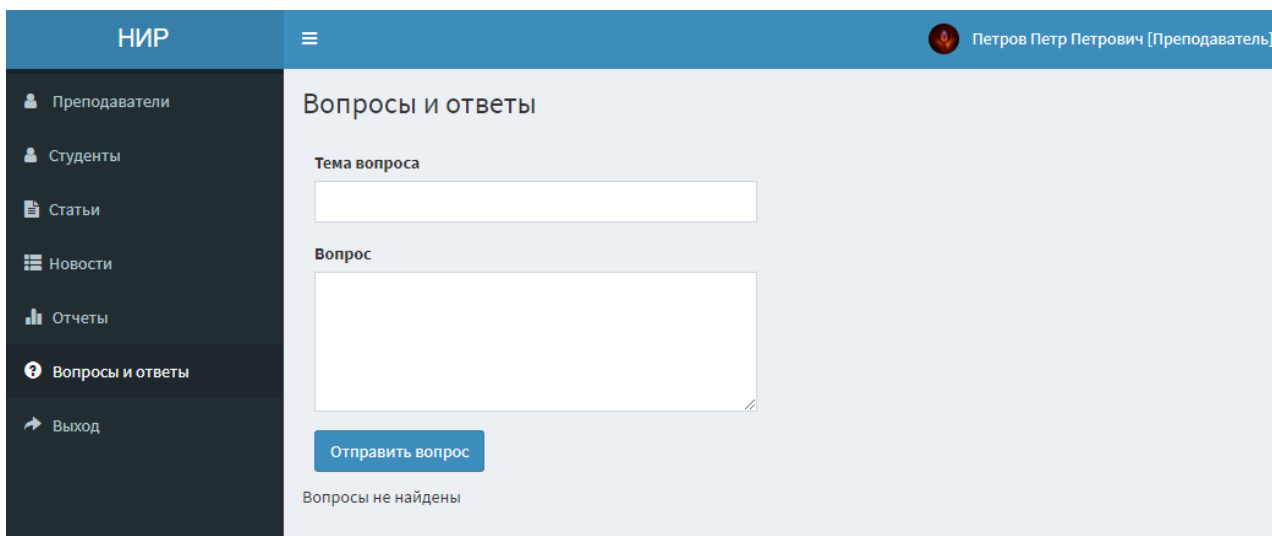 НИР
Петров Петр Петрович [Преподаватель]
Преподаватели
Студенты
Статьи
Новости
Отчеты
Вопросы и ответы
Выход
Вопросы и ответы
Тема вопроса
Вопрос
Отправить вопрос
Вопросы не найдены